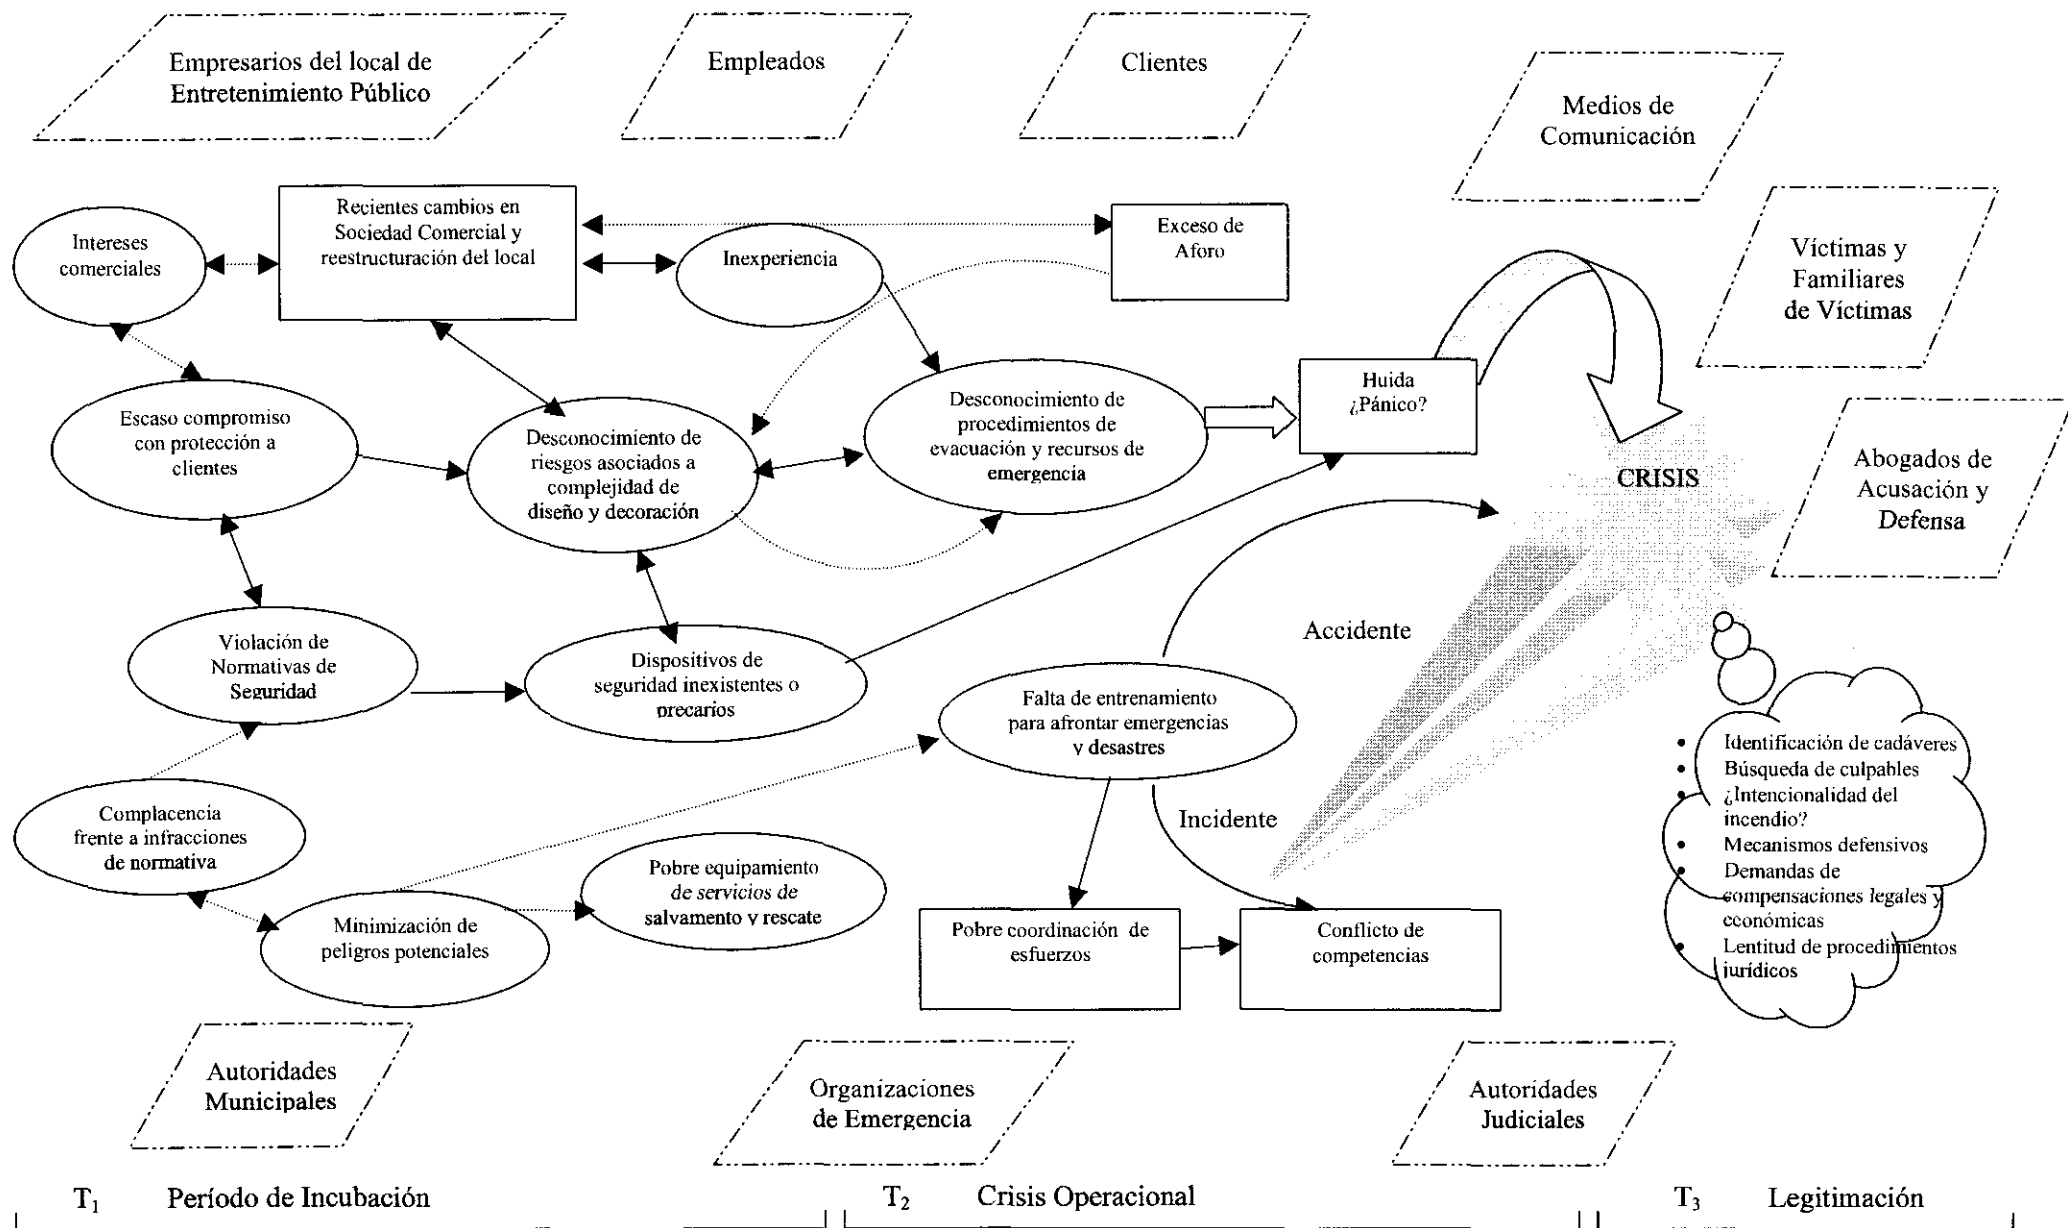 Empresarios del local de
Entretenimiento Público
Empleados
Clientes
Medios de
Comunicación
Víctimas y
Familiares
de Víctimas
Abogados de
Acusación y
Defensa
Intereses
comerciales
Recientes cambios en
Sociedad Comercial y
reestructuración del local
Inexperiencia
Exceso de
Aforo
Escaso compromiso
con protección a
clientes
Desconocimiento de
riesgos asociados a
complejidad de
diseño y decoración
Desconocimiento de
procedimientos de
evacuación y recursos de
emergencia
Huida
¿Pánico?
CRISIS
Violación de
Normativas de
Seguridad
Dispositivos de
seguridad inexistentes o
precarios
Accidente
Falta de entrenamiento
para afrontar emergencias
y desastres
Complacencia
frente a infracciones
de normativa
Incidente
Pobre equipamiento
de servicios de
salvamento y rescate
Minimización de
peligros potenciales
Pobre coordinación de
esfuerzos
Conflicto de
competencias
• Identificación de cadáveres
• Búsqueda de culpables
• ¿Intencionalidad del
incendio?
• Mecanismos defensivos
• Demandas de
compensaciones legales y
económicas
• Lentitud de procedimientos
jurídicos
Autoridades
Municipales
Organizaciones
de Emergencia
Autoridades
Judiciales
T₁ Período de Incubación
T₂ Crisis Operacional
T₃ Legitimación